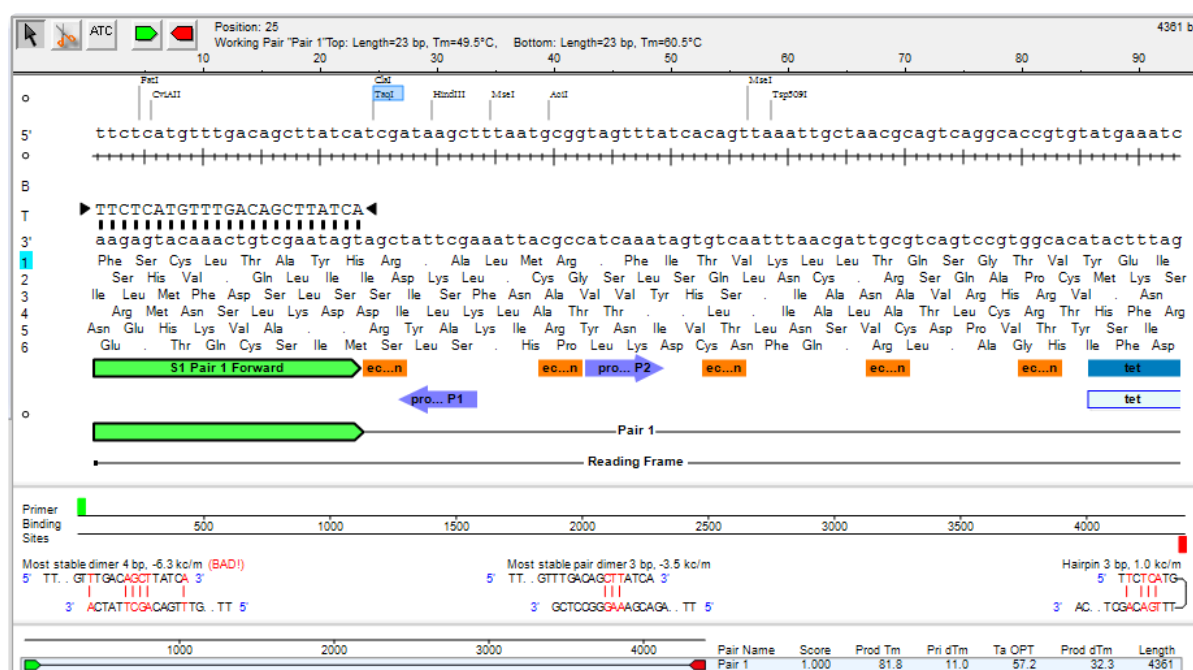 ATC
Position: 25
4361 b
Working Pair "Pair 1"Top: Length=23 bp, Tm=49.5°C, Bottom: Length=23 bp, Tm=60.5°C
10 20 30 40 50 60 70 80 90
FatI ClaI MseI
CviAII TaqI HindIII MseI AciI Tsp509I
5' ttctcatgtttgacagcttatcatcgataagctttaatgcggtagtttatcacagttaaattgctaacgcagtcaggcaccgtgtatgaaatc
B
T TTCTCATGTTTGACAGCTTATCA
3' aagagtacaaactgtcgaatagtagctattcgaaattacgccatcaaatagtgtcaatttaacgattgcgtcagtccgtggcacatactttag
1 Phe Ser Cys Leu Thr Ala Tyr His Arg . Ala Leu Met Arg . Phe Ile Thr Val Lys Leu Leu Thr Gln Ser Gly Thr Val Tyr Glu Ile
2 Ser His Val . Gln Leu Ile Ile Asp Lys Leu . Cys Gly Ser Leu Ser Gln Leu Asn Cys . Arg Ser Gln Ala Pro Cys Met Lys Ser
3 Ile Leu Met Phe Asp Ser Leu Ser Ser Ile Ser Phe Asn Ala Val Val Tyr His Ser . Ile Ala Asn Ala Val Arg His Arg Val . Asn
4 Arg Met Asn Ser Leu Lys Asp Asp Ile Leu Lys Leu Ala Thr Thr . . Leu . Ile Ala Leu Ala Thr Leu Cys Arg Thr His Phe Arg
5 Asn Glu His Lys Val Ala . . Arg Tyr Ala Lys Ile Arg Tyr Asn Ile Val Thr Leu Asn Ser Val Cys Asp Pro Val Thr Tyr Ser Ile
6 Glu . Thr Gln Cys Ser Ile Met Ser Leu Ser . His Pro Leu Lys Asp Cys Asn Phe Gln . Arg Leu . Ala Gly His Ile Phe Asp
S1 Pair 1 Forward ec...n ec...n pro... P2 ec...n ec...n ec...n tet
pro... P1 tet
Pair 1
Reading Frame
Primer
Binding
Sites
500 1000 1500 2000 2500 3000 3500 4000
Most stable dimer 4 bp, -6.3 kc/m (BAD!) Most stable pair dimer 3 bp, -3.5 kc/m Hairpin 3 bp, 1.0 kc/m
5' TT..GTTTGACAGCTTATCA 3' 5' TT..GTTTGACAGCTTATCA 3' 5' TTCTCATG
3' ACTATTCGACAGTTTG..TT 5' 3' GCTCCGGGAAAGCAGA..TT 5' 3' AC..TCGACAGTTT
1000 2000 3000 4000
Pair Name Score Prod Tm Pri dTm Ta OPT Prod dTm Length
Pair 1 1.000 81.8 11.0 57.2 32.3 4361